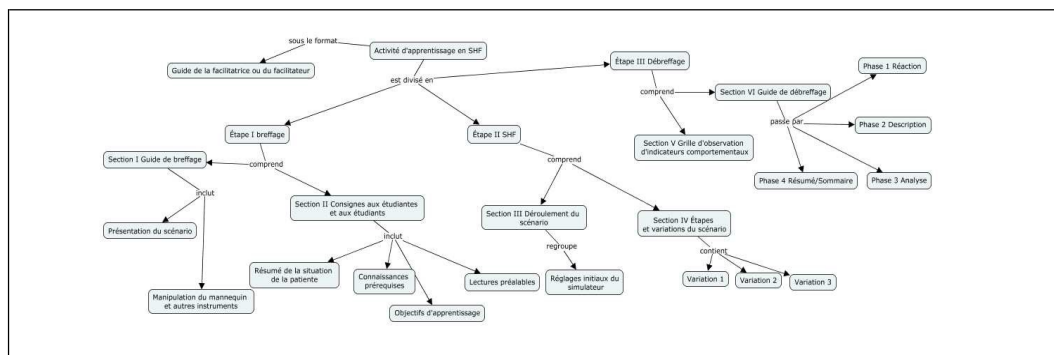 sous le format
Activité d'apprentissage en SHF
Guide de la facilitatrice ou du facilitateur
est divisé en
Étape III Débreffage
Phase 1 Réaction
comprend
Section VI Guide de débreffage
passe par
Phase 2 Description
Étape I breffage
Étape II SHF
Section V Grille d'observation
d'indicateurs comportementaux
Phase 4 Résumé/Sommaire
Phase 3 Analyse
Section I Guide de breffage
comprend
comprend
inclut
Section II Consignes aux étudiantes
et aux étudiants
Section III Déroulement du
scénario
Section IV Étapes
et variations du scénario
Présentation du scénario
inclut
regroupe
contient
Résumé de la situation
de la patiente
Connaissances
prérequises
Lectures préalables
Réglages initiaux du
simulateur
Variation 1
Variation 2
Variation 3
Manipulation du mannequin
et autres instruments
Objectifs d'apprentissage